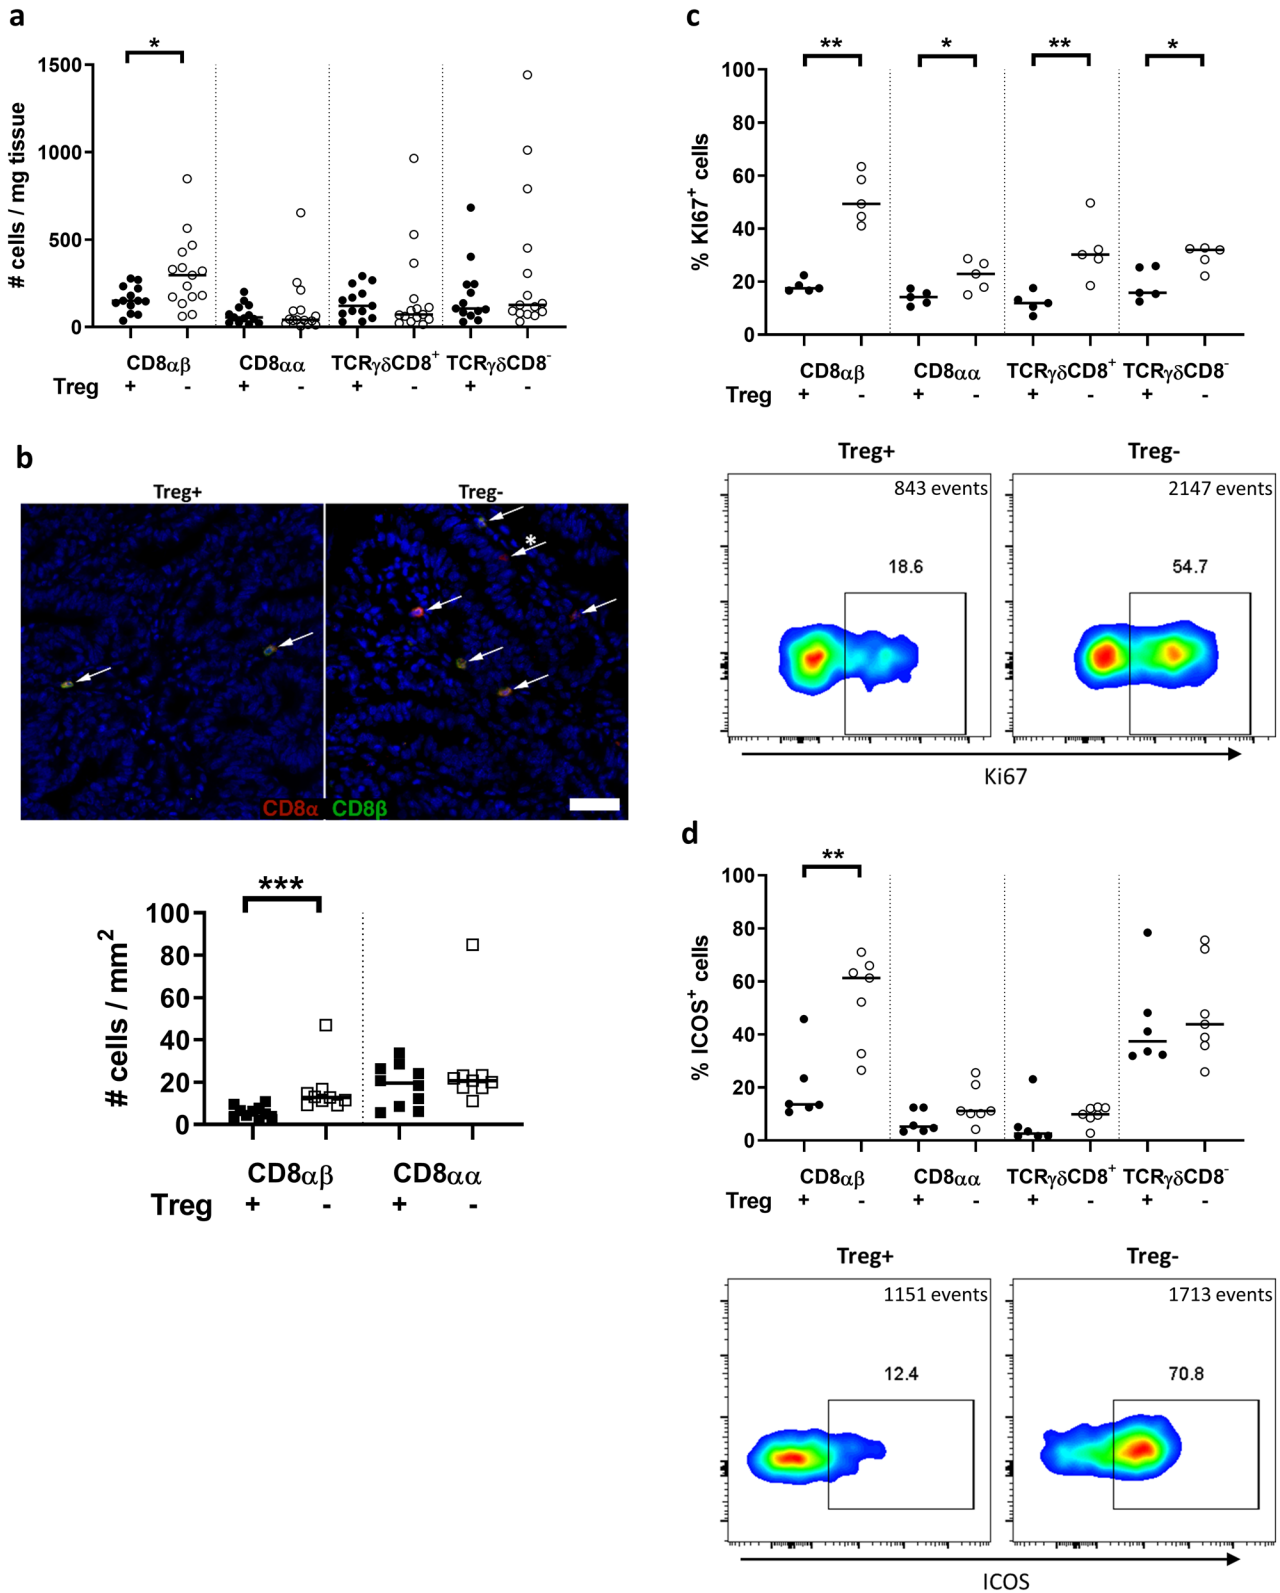 a
*
1500
1000
500
0
# cells / mg tissue
CD8αβ CD8αα TCRγδCD8+ TCRγδCD8-
Treg + - + - + - + -
b
Treg+ Treg-
*
CD8α CD8β
***
100
80
60
40
20
0
# cells / mm2
CD8αβ CD8αα
Treg + - + -
c
** * ** *
100
80
60
40
20
0
% KI67+ cells
CD8αβ CD8αα TCRγδCD8+ TCRγδCD8-
Treg + - + - + - + -
Treg+ Treg-
843 events 2147 events
18.6 54.7
Ki67
d
**
100
80
60
40
20
0
% ICOS+ cells
CD8αβ CD8αα TCRγδCD8+ TCRγδCD8-
Treg + - + - + - + -
Treg+ Treg-
1151 events 1713 events
12.4 70.8
ICOS